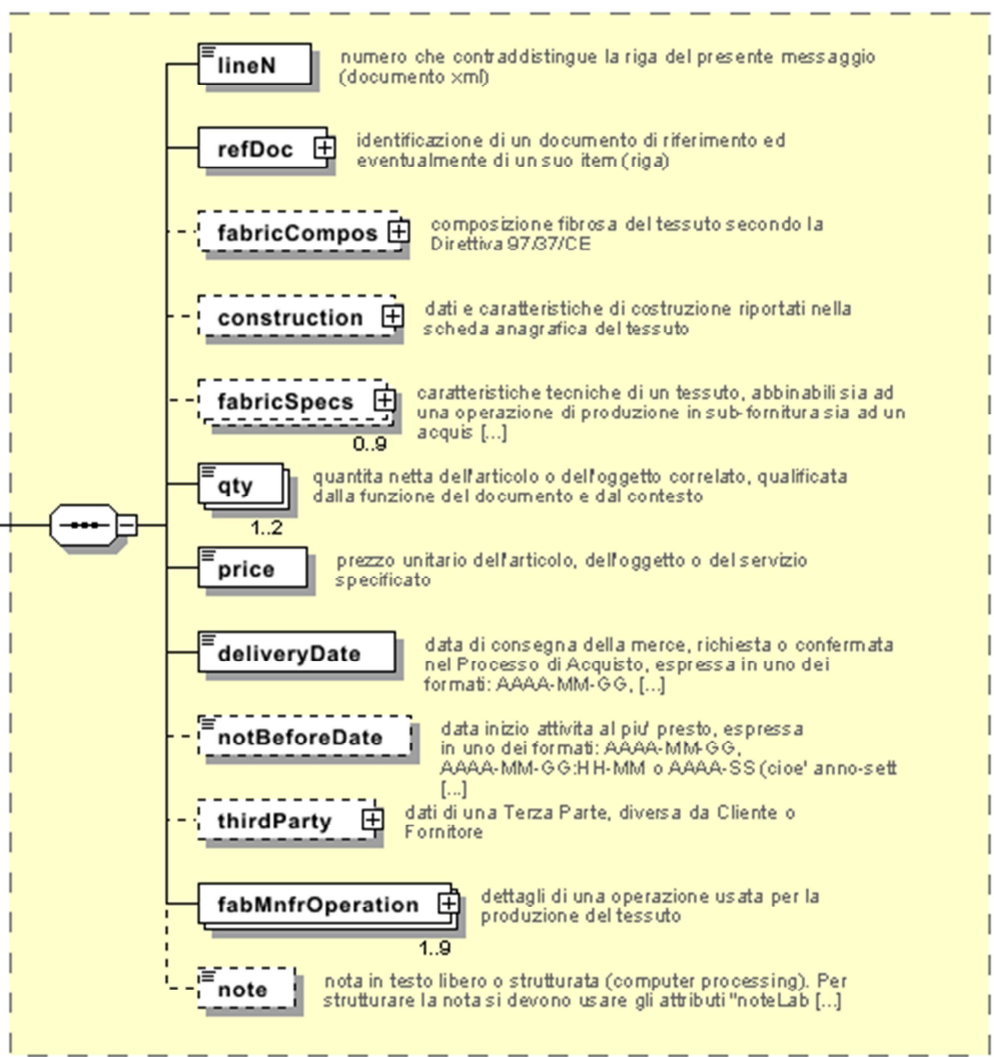 lineN
numero che contraddistingue la riga del presente messaggio
(documento xml)
refDoc
identificazione di un documento di riferimento ed
eventualmente di un suo item (riga)
fabricCompos
composizione fibrosa del tessuto secondo la
Direttiva 97/37/CE
construction
dati e caratteristiche di costruzione riportati nella
scheda anagrafica del tessuto
fabricSpecs
caratteristiche tecniche di un tessuto, abbinabili sia ad
una operazione di produzione in sub-fornitura sia ad un
acquis [...]
0..9
qty
quantita netta dell'articolo o dell'oggetto correlato, qualificata
dalla funzione del documento e dal contesto
1..2
price
prezzo unitario dell'articolo, dell'oggetto o del servizio
specificato
deliveryDate
data di consegna della merce, richiesta o confermata
nel Processo di Acquisto, espressa in uno dei
formati: AAAA-MM-GG, [...]
notBeforeDate
data inizio attivita al piu' presto, espressa
in uno dei formati: AAAA-MM-GG,
AAAA-MM-GG:HH-MM o AAAA-SS (cioe' anno-sett
[...]
thirdParty
dati di una Terza Parte, diversa da Cliente o
Fornitore
fabMnfrOperation
dettagli di una operazione usata per la
produzione del tessuto
1..9
note
nota in testo libero o strutturata (computer processing). Per
strutturare la nota si devono usare gli attributi "noteLab [...]